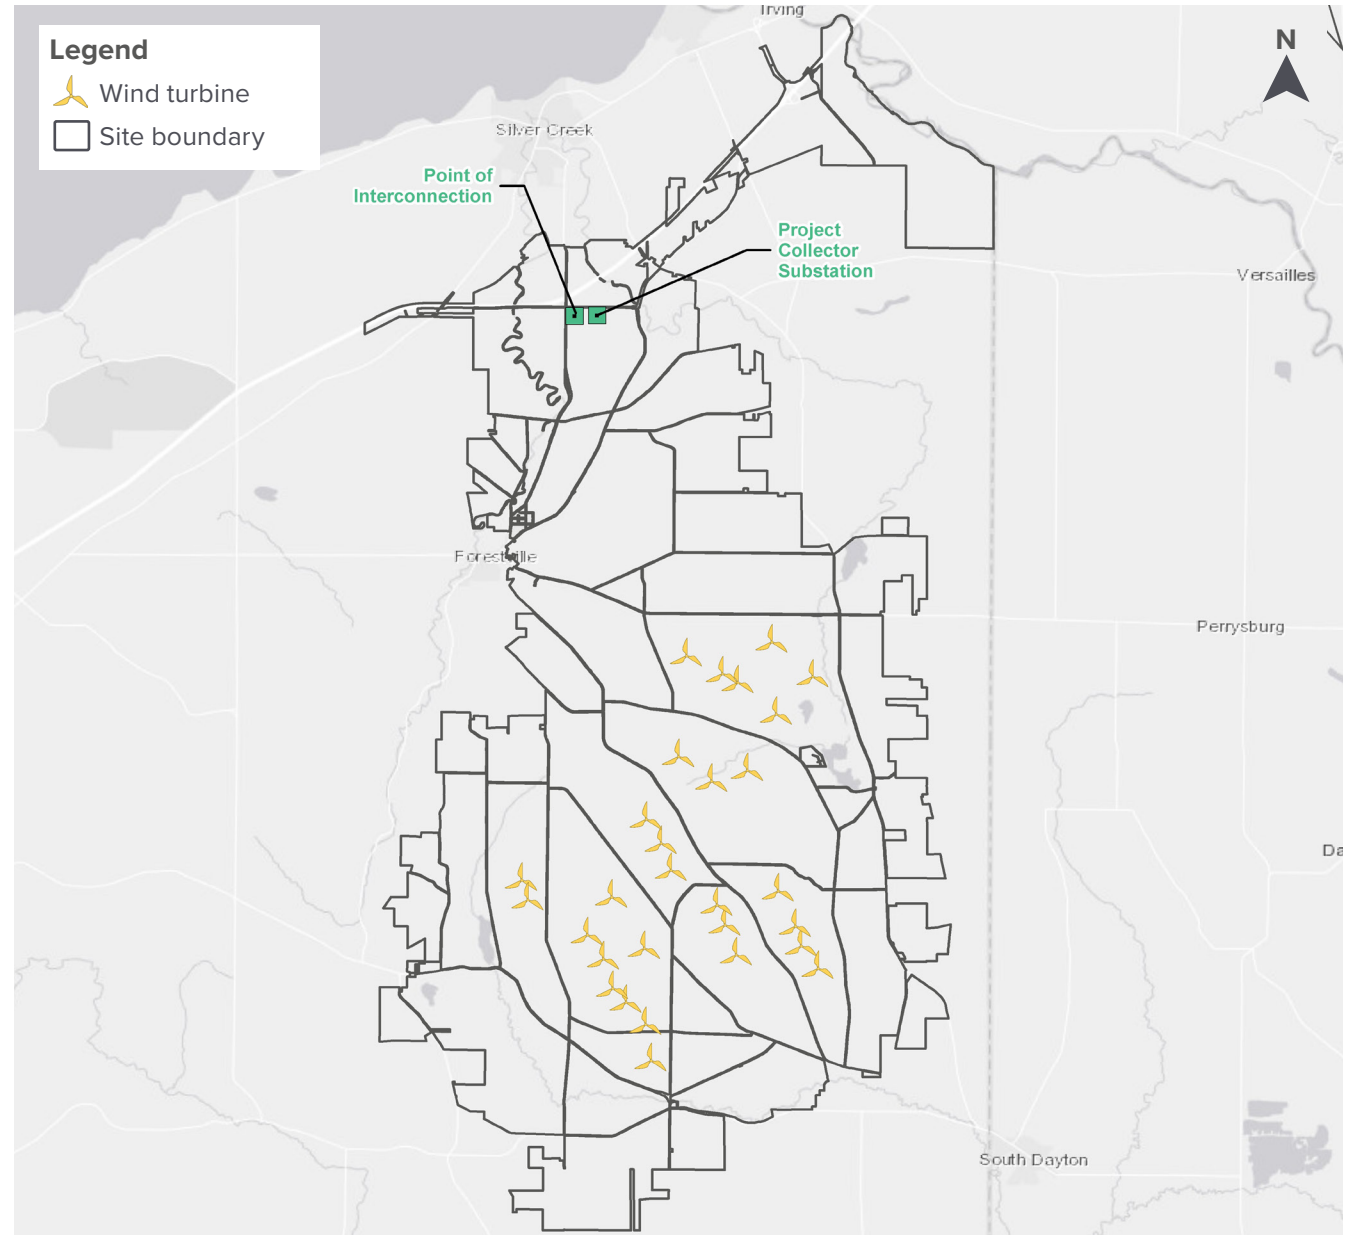 Irving
Legend
Wind turbine
Site boundary
N
Silver Creek
Point of
Interconnection
Project
Collector
Substation
Versailles
Forestville
Perrysburg
Da
South Dayton